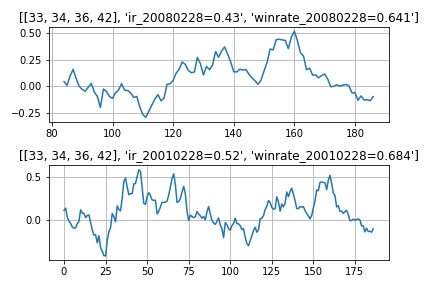 [[33, 34, 36, 42], 'ir_20080228=0.43', 'winrate_20080228=0.641']
0.50
0.25
0.00
−0.25
80 100 120 140 160 180
[[33, 34, 36, 42], 'ir_20010228=0.52', 'winrate_20010228=0.684']
0.5
0.0
0 25 50 75 100 125 150 175